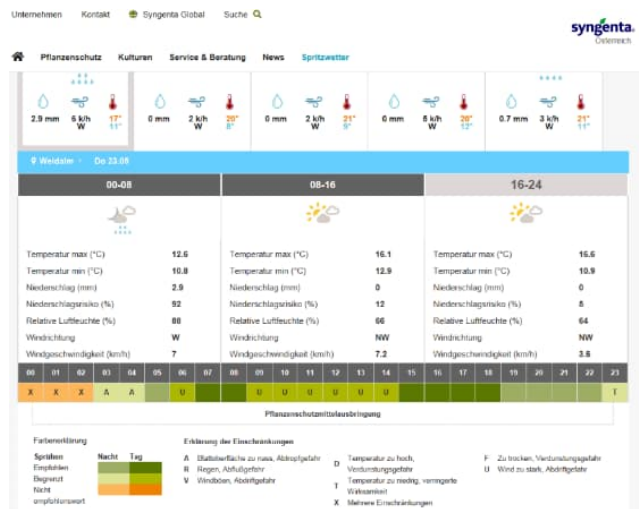 Unternehmen Kontakt Syngenta Global Suche
syngenta.
Österreich
Pflanzenschutz Kulturen Service & Beratung News Spritzwetter
2.9 mm 6 k/h 17° 0 mm 2 k/h 20° 0 mm 2 k/h 21° 0 mm 5 k/h 26° 0.7 mm 3 k/h 21°
W 11° W 8° W 9° W 12° W 11°
Do 23.05
00-08 08-16 16-24
Temperatur max (°C) 12.6 Temperatur max (°C) 16.1 Temperatur max (°C) 16.6
Temperatur min (°C) 10.8 Temperatur min (°C) 12.9 Temperatur min (°C) 10.9
Niederschlag (mm) 2.9 Niederschlag (mm) 0 Niederschlag (mm) 0
Niederschlagsrisiko (%) 92 Niederschlagsrisiko (%) 12 Niederschlagsrisiko (%) 5
Relative Luftfeuchte (%) 88 Relative Luftfeuchte (%) 66 Relative Luftfeuchte (%) 64
Windrichtung W Windrichtung NW Windrichtung NW
Windgeschwindigkeit (km/h) 7 Windgeschwindigkeit (km/h) 7.2 Windgeschwindigkeit (km/h) 3.6
00 01 02 03 04 05 06 07 08 09 10 11 12 13 14 15 16 17 18 19 20 21 22 23
X X X A A U U U U U U U U T
Pflanzenschutzmittelausbringung
Farbenerklärung Erklärung der Einschränkungen
Sprühen Nacht Tag A Blattoberfläche zu nass, Abtropfgefahr D Temperatur zu hoch, F Zu trocken, Verdunstungsgefahr
Empfohlen R Regen, Abflußgefahr Verdunstungsgefahr U Wind zu stark, Abdriftgefahr
Begrenzt V Windböen, Abdriftgefahr T Temperatur zu niedrig, verringerte
Nicht Wirksamkeit
empfehlenswert X Mehrere Einschränkungen